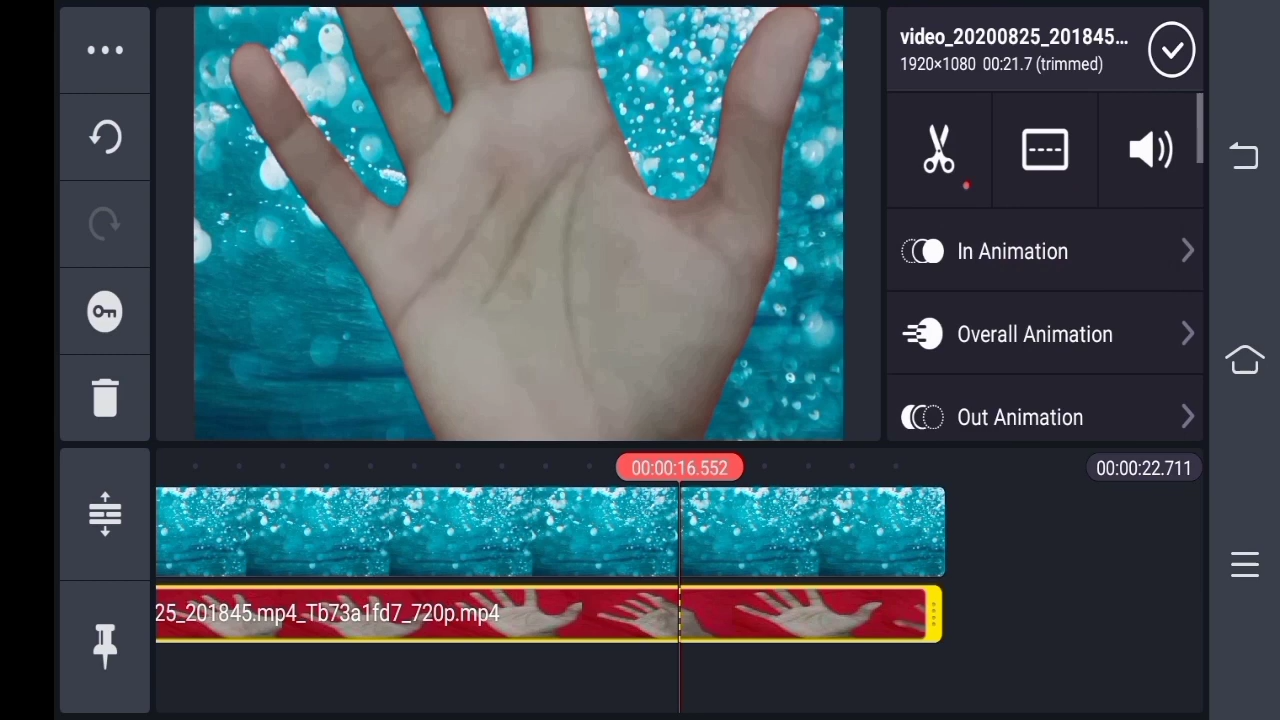 video_20200825_201845...
1920×1080 00:21.7 (trimmed)
In Animation
Overall Animation
Out Animation
00:00:16.552
00:00:22.711
25_201845.mp4_Tb73a1fd7_720p.mp4